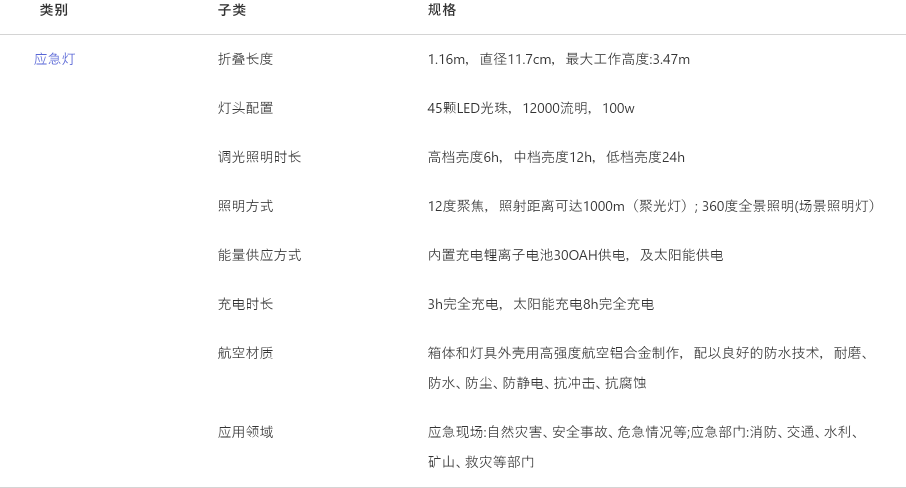 类别 子类 规格
应急灯 折叠长度 1.16m，直径11.7cm，最大工作高度:3.47m
灯头配置 45颗LED光珠，12000流明，100w
调光照明时长 高档亮度6h，中档亮度12h，低档亮度24h
照明方式 12度聚焦，照射距离可达1000m（聚光灯）; 360度全景照明(场景照明灯）
能量供应方式 内置充电锂离子电池30OAH供电，及太阳能供电
充电时长 3h完全充电，太阳能充电8h完全充电
航空材质 箱体和灯具外壳用高强度航空铝合金制作，配以良好的防水技术，耐磨、
防水、防尘、防静电、抗冲击、抗腐蚀
应用领域 应急现场:自然灾害、安全事故、危急情况等;应急部门:消防、交通、水利、
矿山、救灾等部门